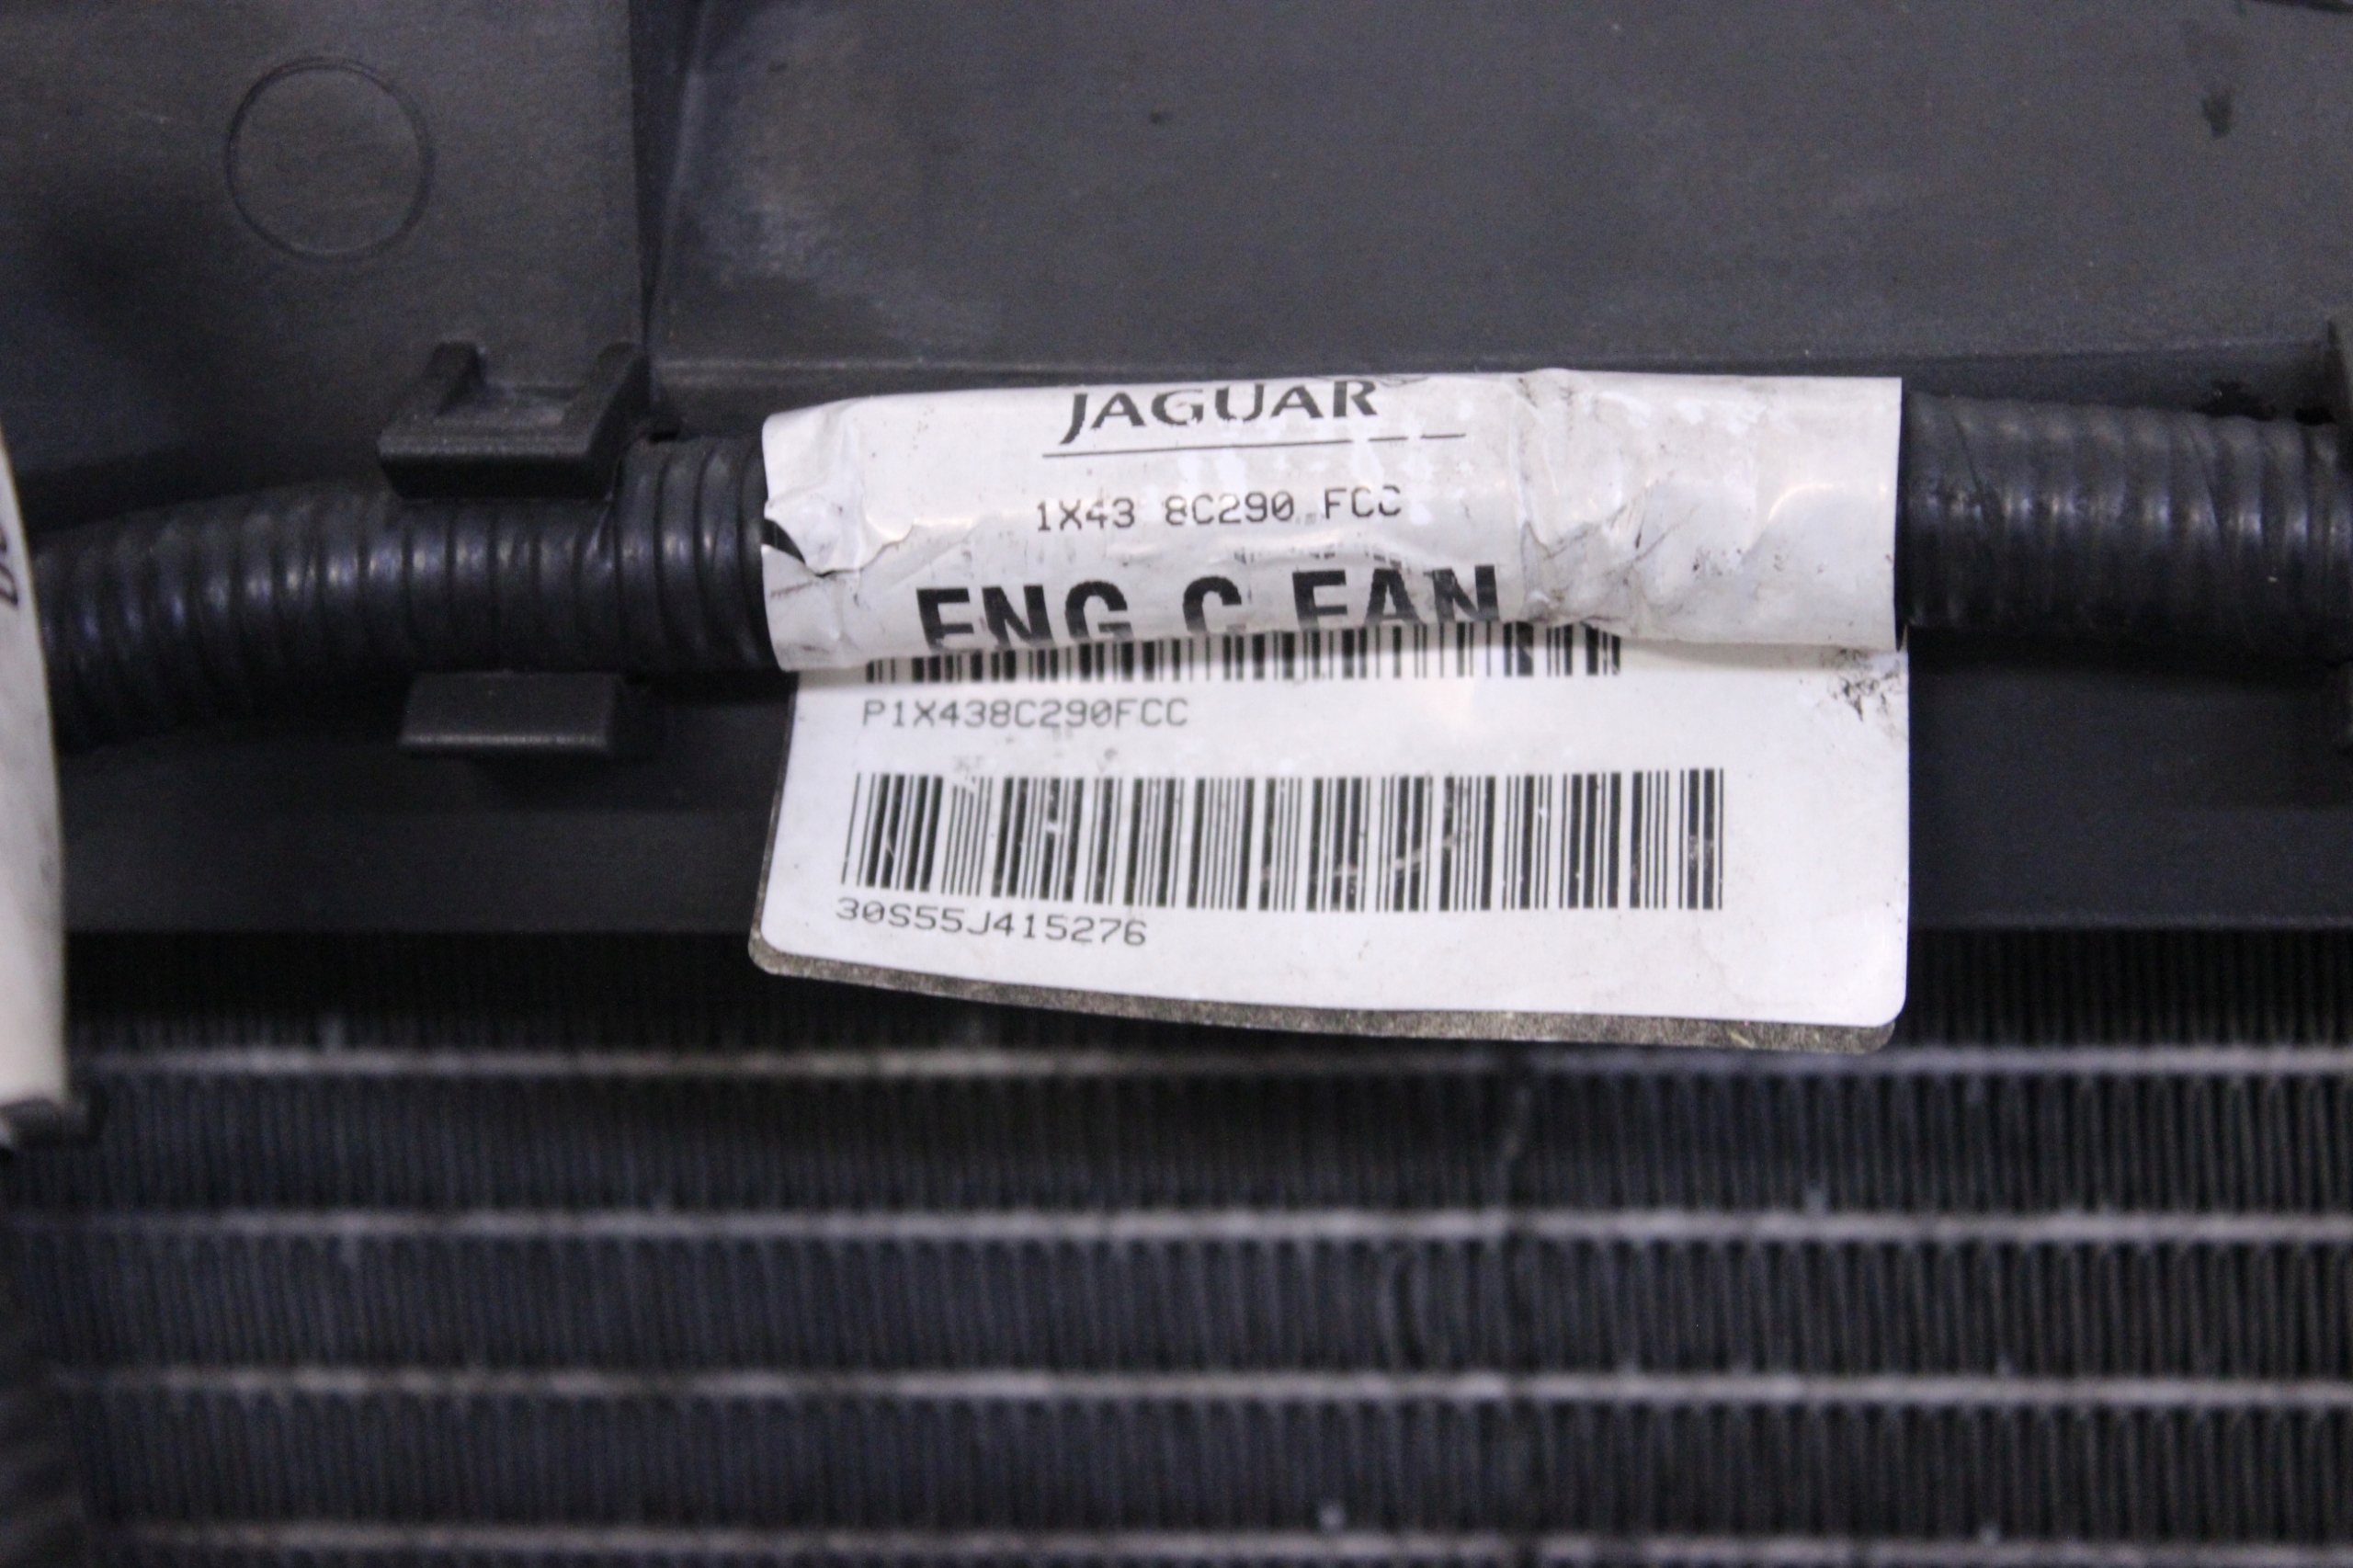 JAGUAR
1X43 8C290 FCC
ENG C FAN
P1X438C290FCC
30S55J415276